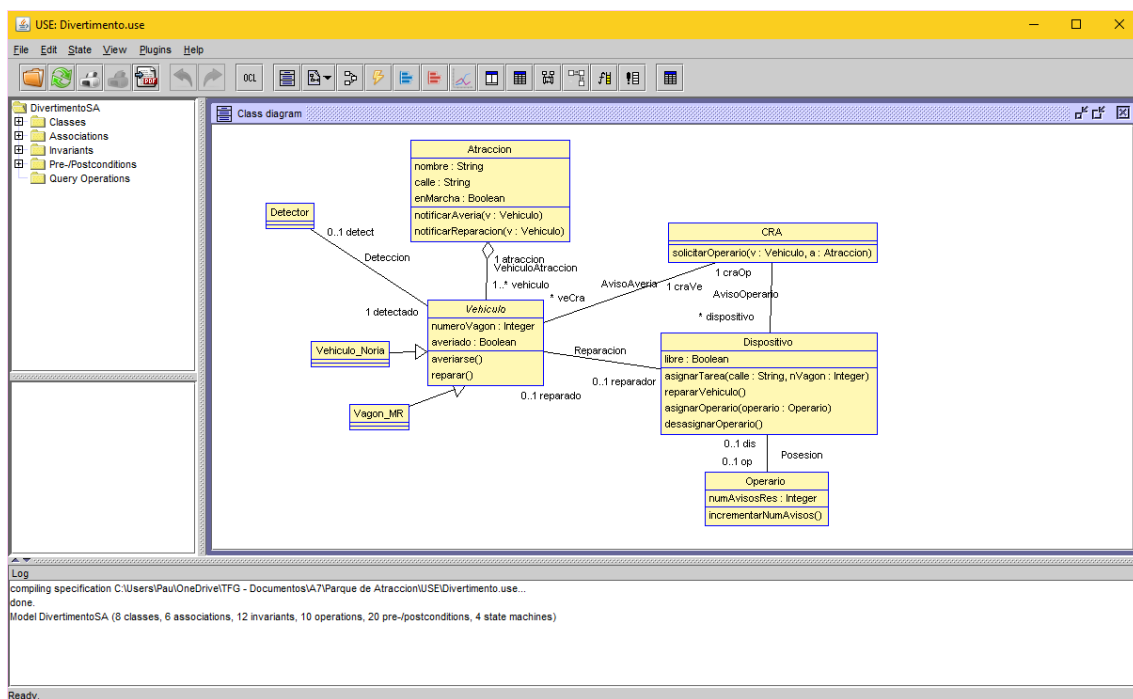 USE: Divertimento.use
File Edit State View Plugins Help
OCL
DivertimentoSA
Classes
Associations
Invariants
Pre-/Postconditions
Query Operations
Class diagram
Atraccion
nombre : String
calle : String
enMarcha : Boolean
notificarAveria(v : Vehiculo)
notificarReparacion(v : Vehiculo)
Detector
0..1 detect
Deteccion
1 detectado
1 atraccion
VehiculoAtraccion
1..* vehiculo
CRA
solicitarOperario(v : Vehiculo, a : Atraccion)
1 craOp
AvisoAveria
1 craVe
AvisoOperario
* veCra
* dispositivo
Vehiculo
numeroVagon : Integer
averiado : Boolean
averiarse()
reparar()
Vehiculo_Noria
Vagon_MR
Reparacion
0..1 reparador
0..1 reparado
Dispositivo
libre : Boolean
asignarTarea(calle : String, nVagon : Integer)
repararVehiculo()
asignarOperario(operario : Operario)
desasignarOperario()
0..1 dis
Posesion
0..1 op
Operario
numAvisosRes : Integer
incrementarNumAvisos()
Log
compiling specification C:\Users\Pau\OneDrive\TFG - Documentos\A7\Parque de Atraccion\USE\Divertimento.use...
done.
Model DivertimentoSA (8 classes, 6 associations, 12 invariants, 10 operations, 20 pre-/postconditions, 4 state machines)
Ready.